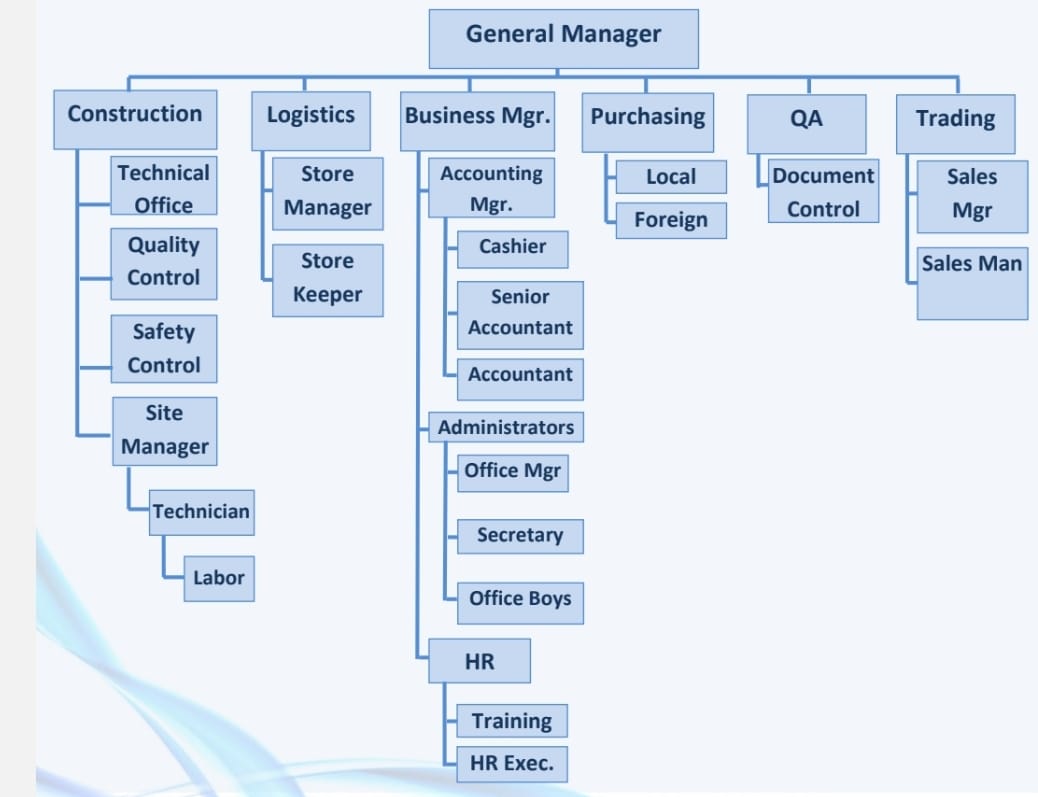 General Manager
Construction
Logistics
Business Mgr.
Purchasing
QA
Trading
Technical
Office
Quality
Control
Safety
Control
Site
Manager
Technician
Labor
Store
Manager
Store
Keeper
Accounting
Mgr.
Cashier
Senior
Accountant
Accountant
Administrators
Office Mgr
Secretary
Office Boys
HR
Training
HR Exec.
Local
Foreign
Document
Control
Sales
Mgr
Sales Man